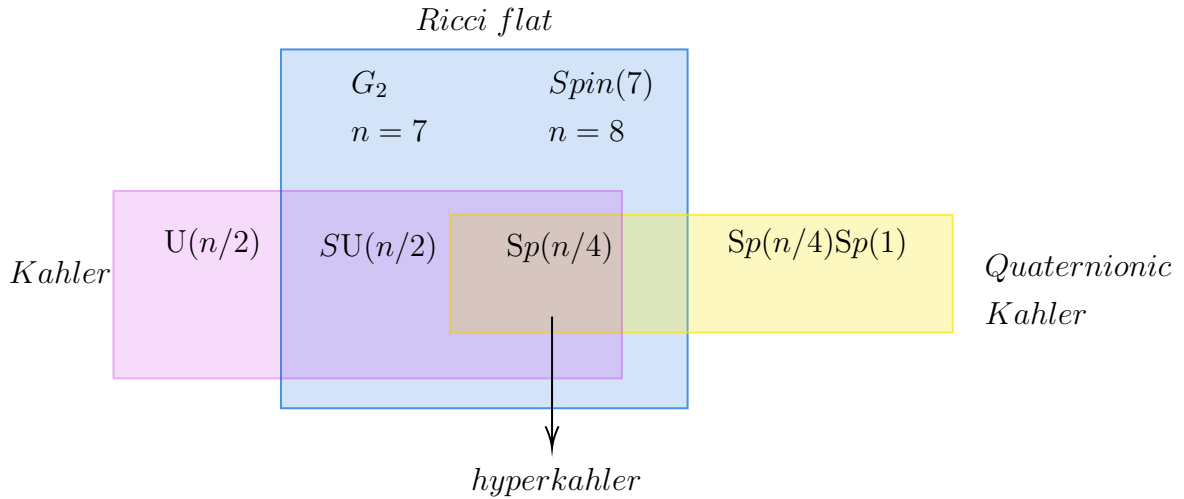 Ricci flat
G₂
Spin(7)
n = 7
n = 8
U(n/2)
SU(n/2)
Sp(n/4)
Sp(n/4)Sp(1)
Kahler
Quaternionic
Kahler
hyperkahler